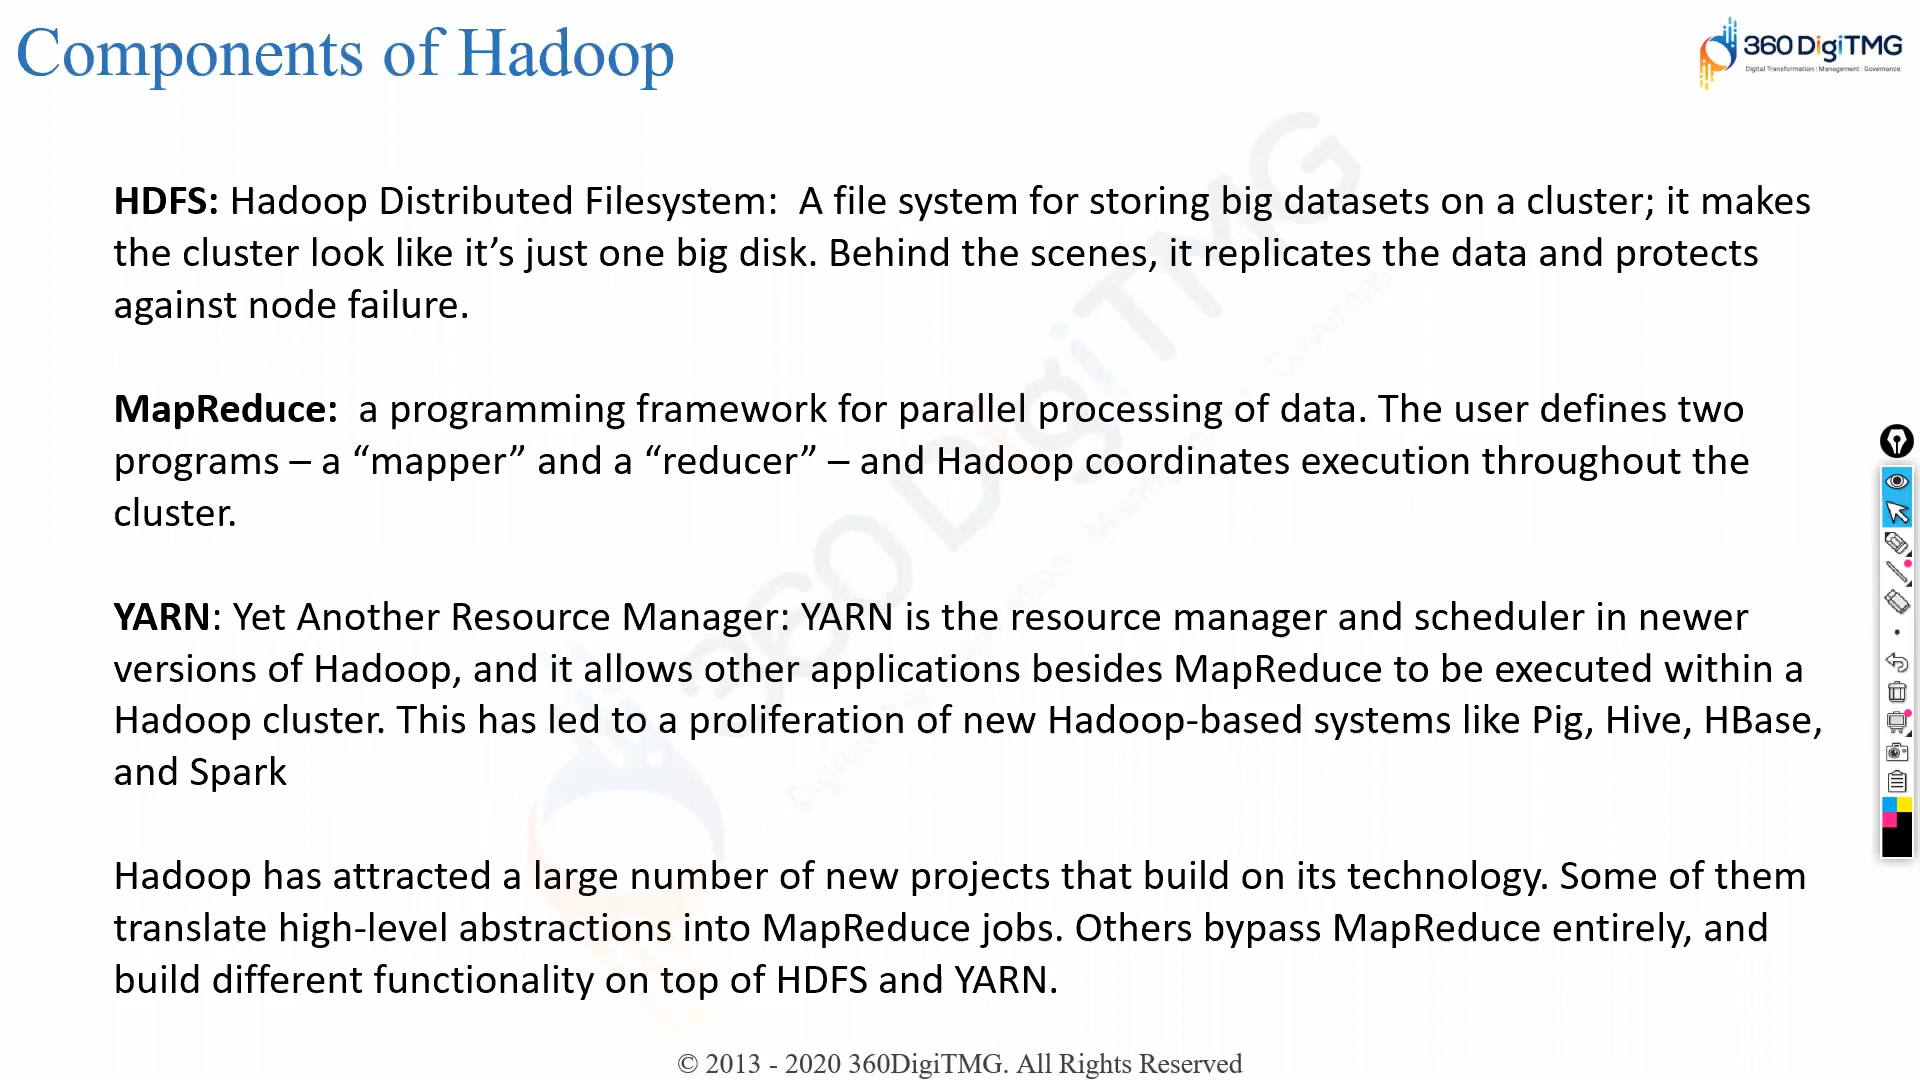 Components of Hadoop
360DigiTMG
Digital Transformation | Management | Governance
HDFS: Hadoop Distributed Filesystem:  A file system for storing big datasets on a cluster; it makes
the cluster look like it’s just one big disk. Behind the scenes, it replicates the data and protects
against node failure.
MapReduce:  a programming framework for parallel processing of data. The user defines two
programs – a “mapper” and a “reducer” – and Hadoop coordinates execution throughout the
cluster.
YARN: Yet Another Resource Manager: YARN is the resource manager and scheduler in newer
versions of Hadoop, and it allows other applications besides MapReduce to be executed within a
Hadoop cluster. This has led to a proliferation of new Hadoop-based systems like Pig, Hive, HBase,
and Spark
Hadoop has attracted a large number of new projects that build on its technology. Some of them
translate high-level abstractions into MapReduce jobs. Others bypass MapReduce entirely, and
build different functionality on top of HDFS and YARN.
360DigiTMG
© 2013 - 2020 360DigiTMG. All Rights Reserved